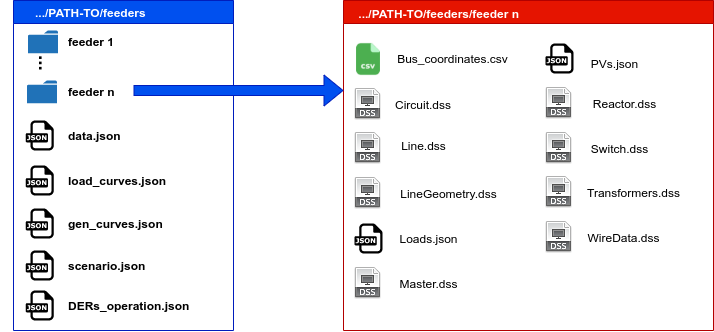 .../PATH-TO/feeders
feeder 1
feeder n
JSON data.json
JSON load_curves.json
JSON gen_curves.json
JSON scenario.json
JSON DERs_operation.json
.../PATH-TO/feeders/feeder n
CSV Bus_coordinates.csv
DSS Circuit.dss
DSS Line.dss
DSS LineGeometry.dss
JSON Loads.json
DSS Master.dss
JSON PVs.json
DSS Reactor.dss
DSS Switch.dss
DSS Transformers.dss
DSS WireData.dss